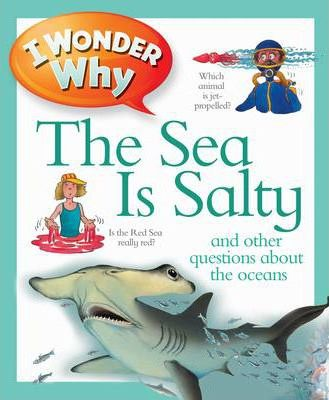 I WONDER
Why
Which
animal
is jet-
propelled?
The Sea
Is Salty
Is the Red Sea
really red?
and other
questions about
the oceans